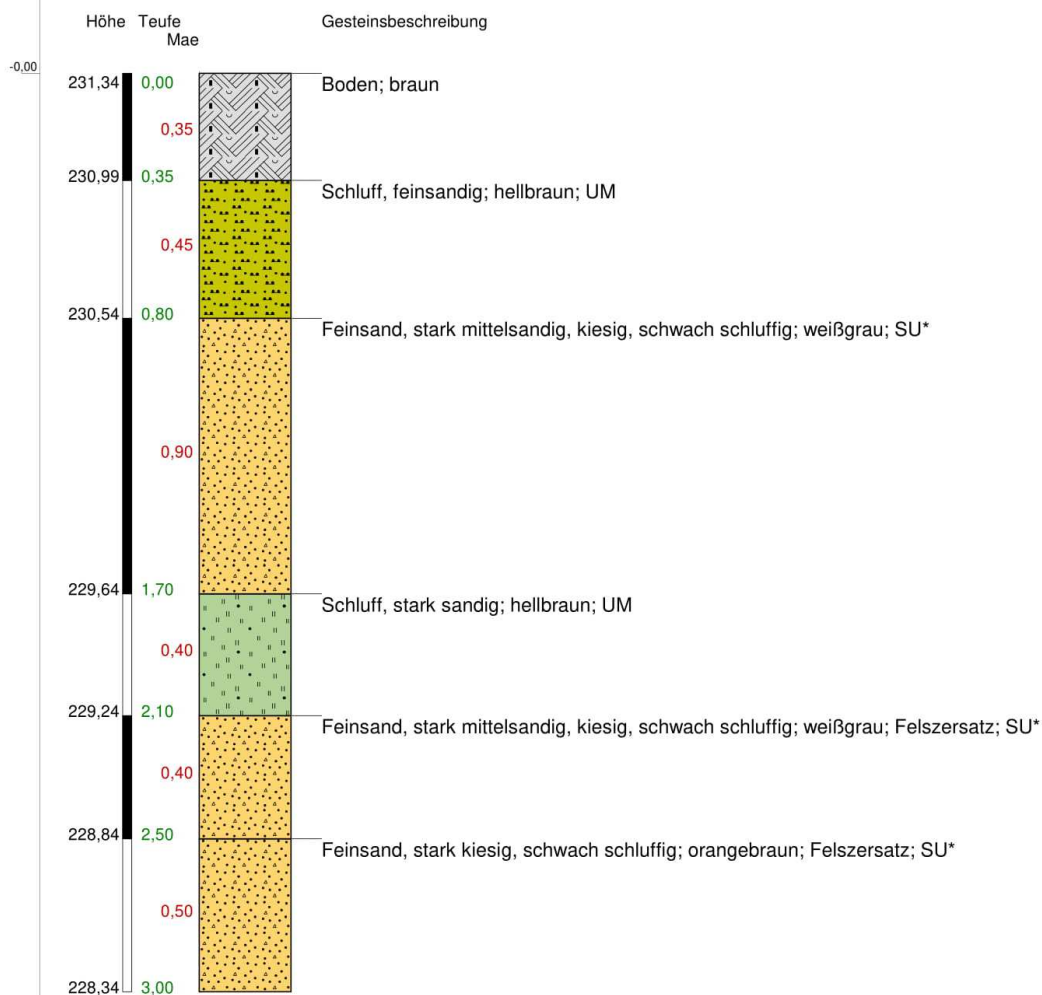 Höhe Teufe Gesteinsbeschreibung
Mae
-0,00
231,34 0,00 Boden; braun
0,35
230,99 0,35
Schluff, feinsandig; hellbraun; UM
0,45
230,54 0,80
Feinsand, stark mittelsandig, kiesig, schwach schluffig; weißgrau; SU*
0,90
229,64 1,70
Schluff, stark sandig; hellbraun; UM
0,40
229,24 2,10
Feinsand, stark mittelsandig, kiesig, schwach schluffig; weißgrau; Felszersatz; SU*
0,40
228,84 2,50
Feinsand, stark kiesig, schwach schluffig; orangebraun; Felszersatz; SU*
0,50
228,34 3,00